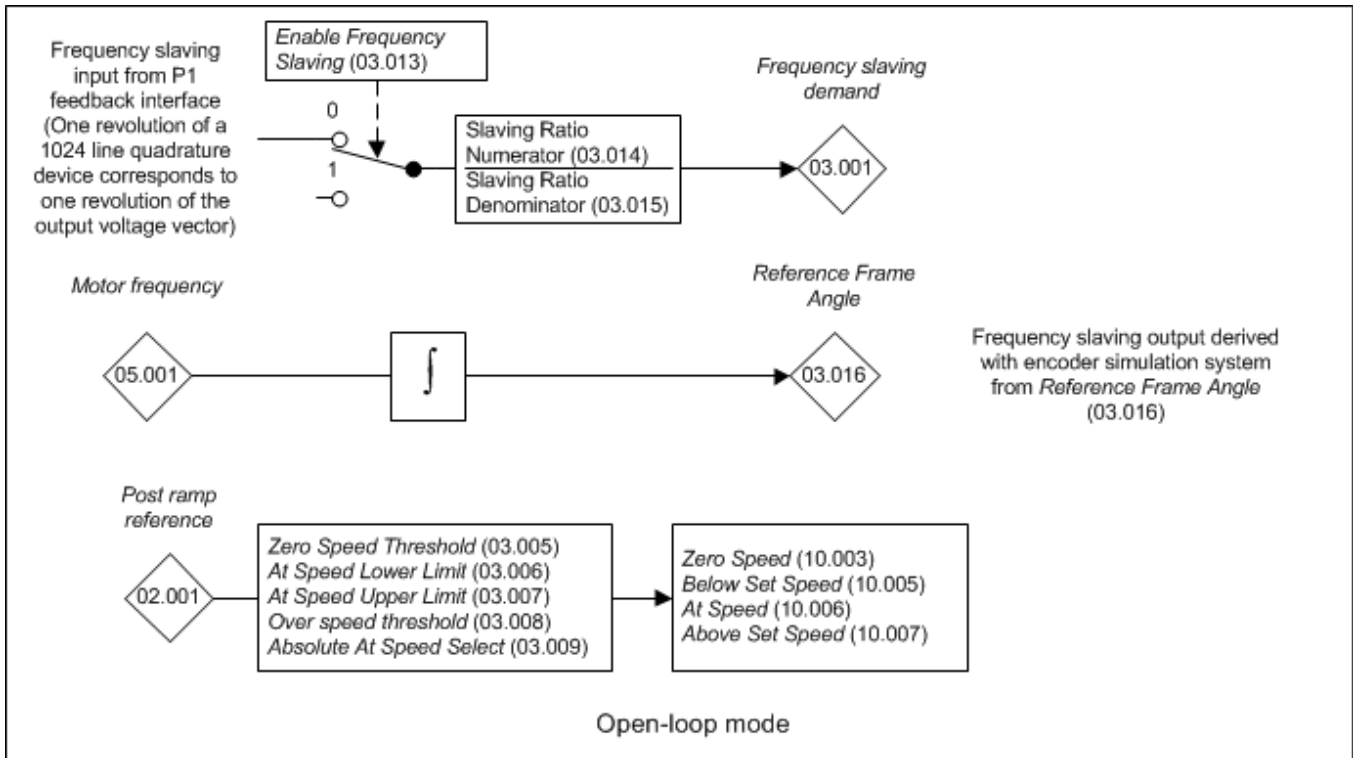 Frequency slaving
input from P1
feedback interface
(One revolution of a
1024 line quadrature
device corresponds to
one revolution of the
output voltage vector)
Enable Frequency
Slaving (03.013)
0
1
Slaving Ratio
Numerator (03.014)
Slaving Ratio
Denominator (03.015)
Frequency slaving
demand
03.001
Motor frequency
05.001
∫
Reference Frame
Angle
03.016
Frequency slaving output derived
with encoder simulation system
from Reference Frame Angle
(03.016)
Post ramp
reference
02.001
Zero Speed Threshold (03.005)
At Speed Lower Limit (03.006)
At Speed Upper Limit (03.007)
Over speed threshold (03.008)
Absolute At Speed Select (03.009)
Zero Speed (10.003)
Below Set Speed (10.005)
At Speed (10.006)
Above Set Speed (10.007)
Open-loop mode